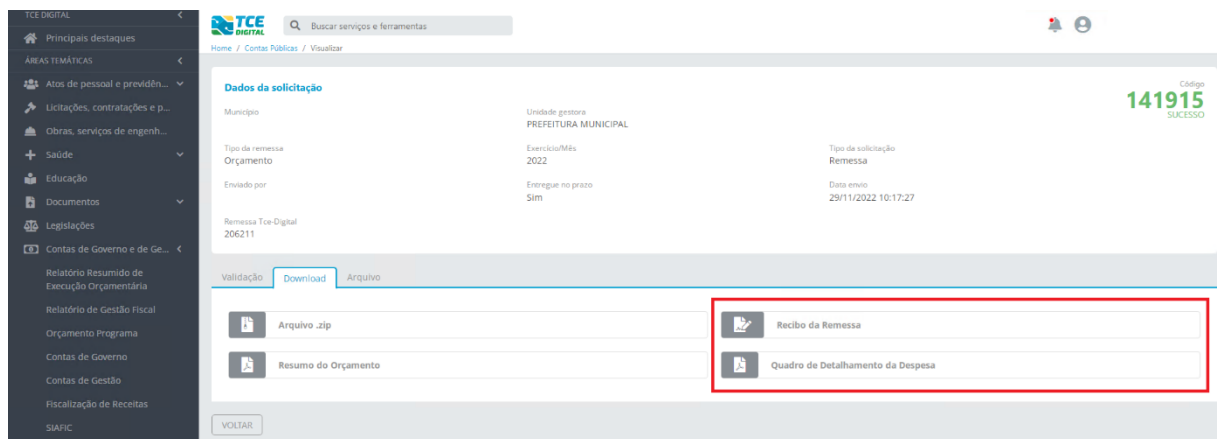 TCE DIGITAL
Principais destaques
ÁREAS TEMÁTICAS
Atos de pessoal e previdên...
Licitações, contratações e p...
Obras, serviços de engenh...
Saúde
Educação
Documentos
Legislações
Contas de Governo e de Ge...
Relatório Resumido de
Execução Orçamentária
Relatório de Gestão Fiscal
Orçamento Programa
Contas de Governo
Contas de Gestão
Fiscalização de Receitas
SIAFIC
TCE
DIGITAL
Buscar serviços e ferramentas
Home / Contas Públicas / Visualizar
Dados da solicitação
Código
141915
SUCESSO
Município
Unidade gestora
PREFEITURA MUNICIPAL
Tipo da remessa
Orçamento
Exercício/Mês
2022
Tipo da solicitação
Remessa
Enviado por
Entregue no prazo
Sim
Data envio
29/11/2022 10:17:27
Remessa Tce-Digital
206211
Validação
Download
Arquivo
Arquivo .zip
Recibo da Remessa
Resumo do Orçamento
Quadro de Detalhamento da Despesa
VOLTAR